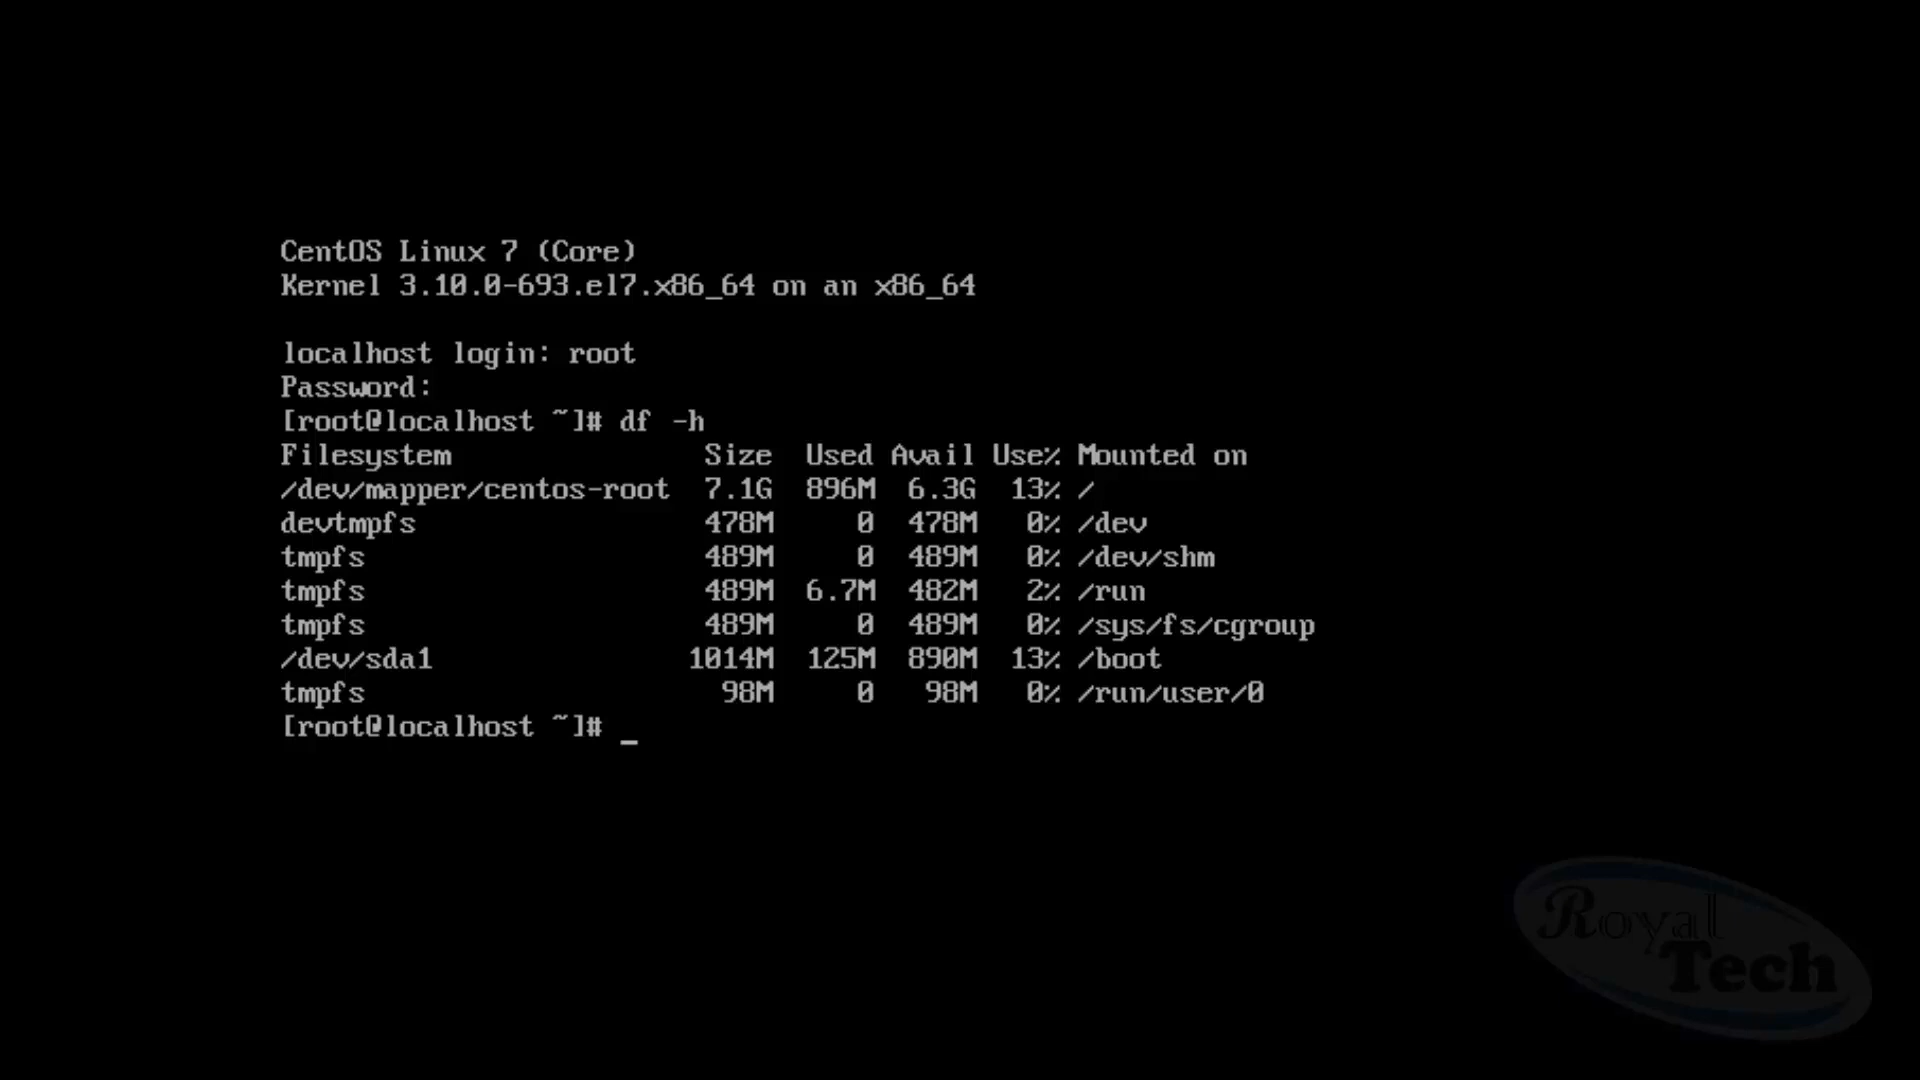 CentOS Linux 7 (Core)
Kernel 3.10.0-693.el7.x86_64 on an x86_64
localhost login: root
Password:
[root@localhost ~]# df -h
Filesystem Size Used Avail Use% Mounted on
/dev/mapper/centos-root 7.1G 896M 6.3G 13% /
devtmpfs 478M 0 478M 0% /dev
tmpfs 489M 0 489M 0% /dev/shm
tmpfs 489M 6.7M 482M 2% /run
tmpfs 489M 0 489M 0% /sys/fs/cgroup
/dev/sda1 1014M 125M 890M 13% /boot
tmpfs 98M 0 98M 0% /run/user/0
[root@localhost ~]# _
Royal
Tech